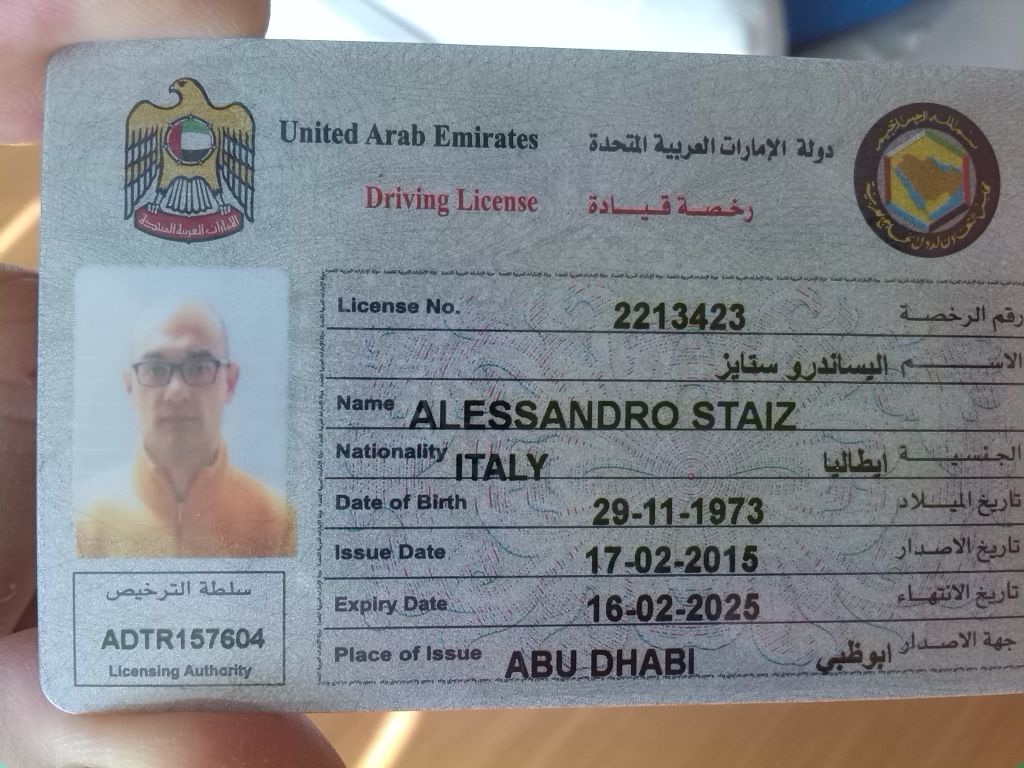 United Arab Emirates دولة الإمارات العربية المتحدة
Driving License رخصة قيادة
الإمارات العربية المتحدة
License No. 2213423 رقم الرخصة
الاسم اليساندرو ستايز
Name ALESSANDRO STAIZ
Nationality ITALY إيطاليا الجنسية
Date of Birth 29-11-1973 تاريخ الميلاد
Issue Date 17-02-2015 تاريخ الاصدار
Expiry Date 16-02-2025 تاريخ الانتهاء
Place of Issue ABU DHABI ابوظبي جهة الاصدار
سلطة الترخيص
ADTR157604
Licensing Authority